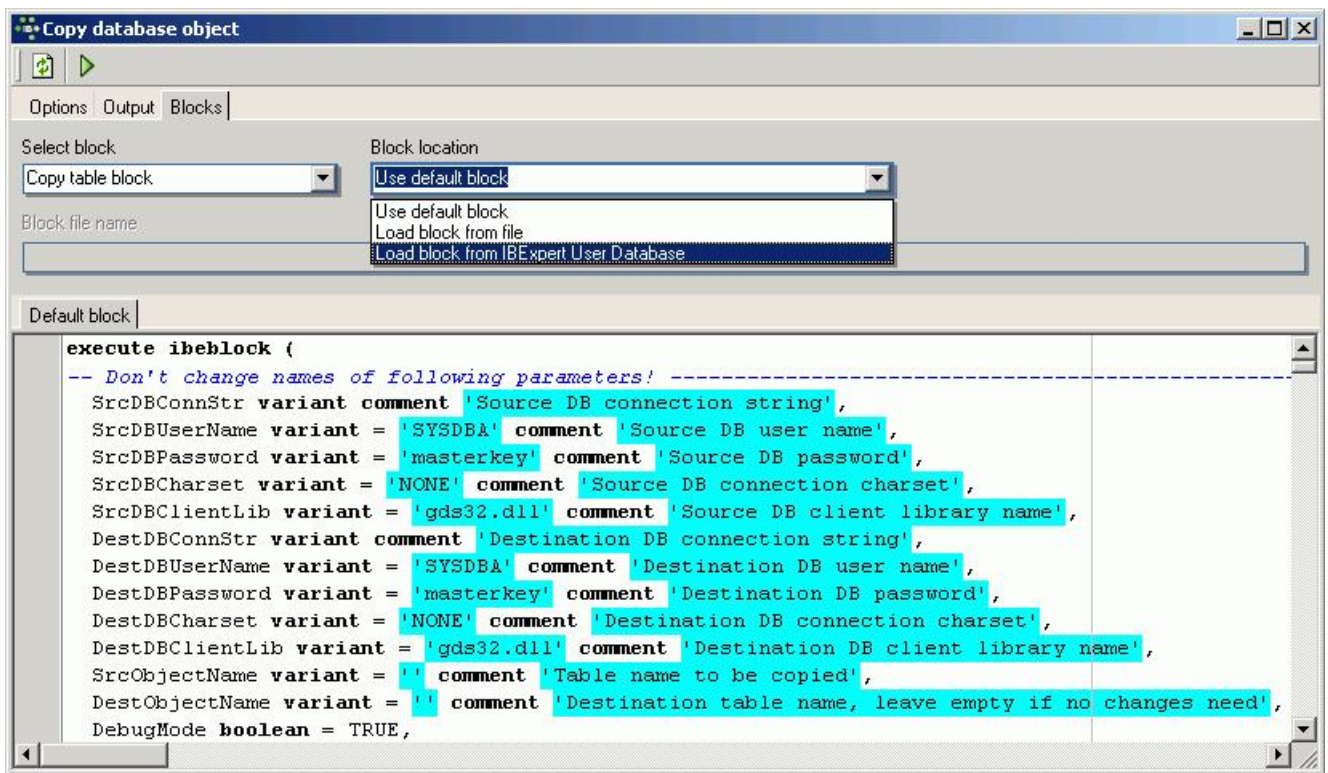 Copy database object
Options Output Blocks
Select block Block location
Copy table block Use default block
Use default block
Block file name
Load block from file
Load block from IBExpert User Database
Default block
execute ibeblock (
-- Don't change names of following parameters! ----------------------------------------------------
SrcDBConnStr variant comment 'Source DB connection string',
SrcDBUserName variant = 'SYSDBA' comment 'Source DB user name',
SrcDBPassword variant = 'masterkey' comment 'Source DB password',
SrcDBCharset variant = 'NONE' comment 'Source DB connection charset',
SrcDBClientLib variant = 'gds32.dll' comment 'Source DB client library name',
DestDBConnStr variant comment 'Destination DB connection string',
DestDBUserName variant = 'SYSDBA' comment 'Destination DB user name',
DestDBPassword variant = 'masterkey' comment 'Destination DB password',
DestDBCharset variant = 'NONE' comment 'Destination DB connection charset',
DestDBClientLib variant = 'gds32.dll' comment 'Destination DB client library name',
SrcObjectName variant = '' comment 'Table name to be copied',
DestObjectName variant = '' comment 'Destination table name, leave empty if no changes need',
DebugMode boolean = TRUE,